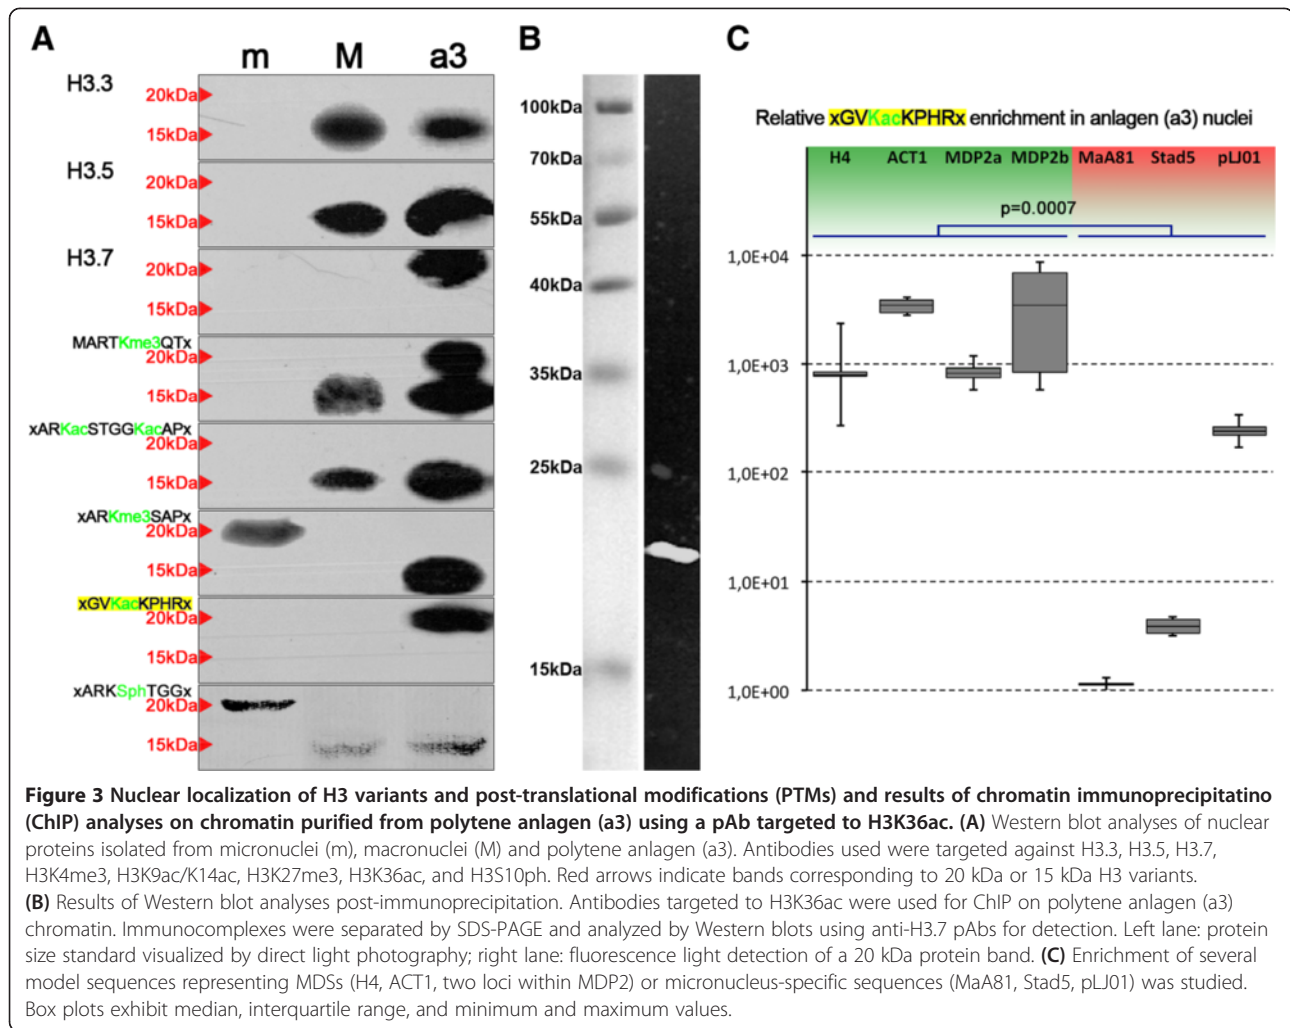 A
m M a3
H3.3
20kDa
15kDa
H3.5
20kDa
15kDa
H3.7
20kDa
15kDa
MARTKme3QTx
20kDa
15kDa
xARKacSTGGKacAPx
20kDa
15kDa
xARKme3SAPx
20kDa
15kDa
xGVKacKPHRx
20kDa
15kDa
xARKSphTGGx
20kDa
15kDa
B
100kDa
70kDa
55kDa
40kDa
35kDa
25kDa
15kDa
C
Relative xGVKacKPHRx enrichment in anlagen (a3) nuclei
H4 ACT1 MDP2a MDP2b MaA81 Stad5 pLJ01
p=0.0007
1,0E+04
1,0E+03
1,0E+02
1,0E+01
1,0E+00
Figure 3 Nuclear localization of H3 variants and post-translational modifications (PTMs) and results of chromatin immunoprecipitatino
(ChIP) analyses on chromatin purified from polytene anlagen (a3) using a pAb targeted to H3K36ac. (A) Western blot analyses of nuclear
proteins isolated from micronuclei (m), macronuclei (M) and polytene anlagen (a3). Antibodies used were targeted against H3.3, H3.5, H3.7,
H3K4me3, H3K9ac/K14ac, H3K27me3, H3K36ac, and H3S10ph. Red arrows indicate bands corresponding to 20 kDa or 15 kDa H3 variants.
(B) Results of Western blot analyses post-immunoprecipitation. Antibodies targeted to H3K36ac were used for ChIP on polytene anlagen (a3)
chromatin. Immunocomplexes were separated by SDS-PAGE and analyzed by Western blots using anti-H3.7 pAbs for detection. Left lane: protein
size standard visualized by direct light photography; right lane: fluorescence light detection of a 20 kDa protein band. (C) Enrichment of several
model sequences representing MDSs (H4, ACT1, two loci within MDP2) or micronucleus-specific sequences (MaA81, Stad5, pLJ01) was studied.
Box plots exhibit median, interquartile range, and minimum and maximum values.